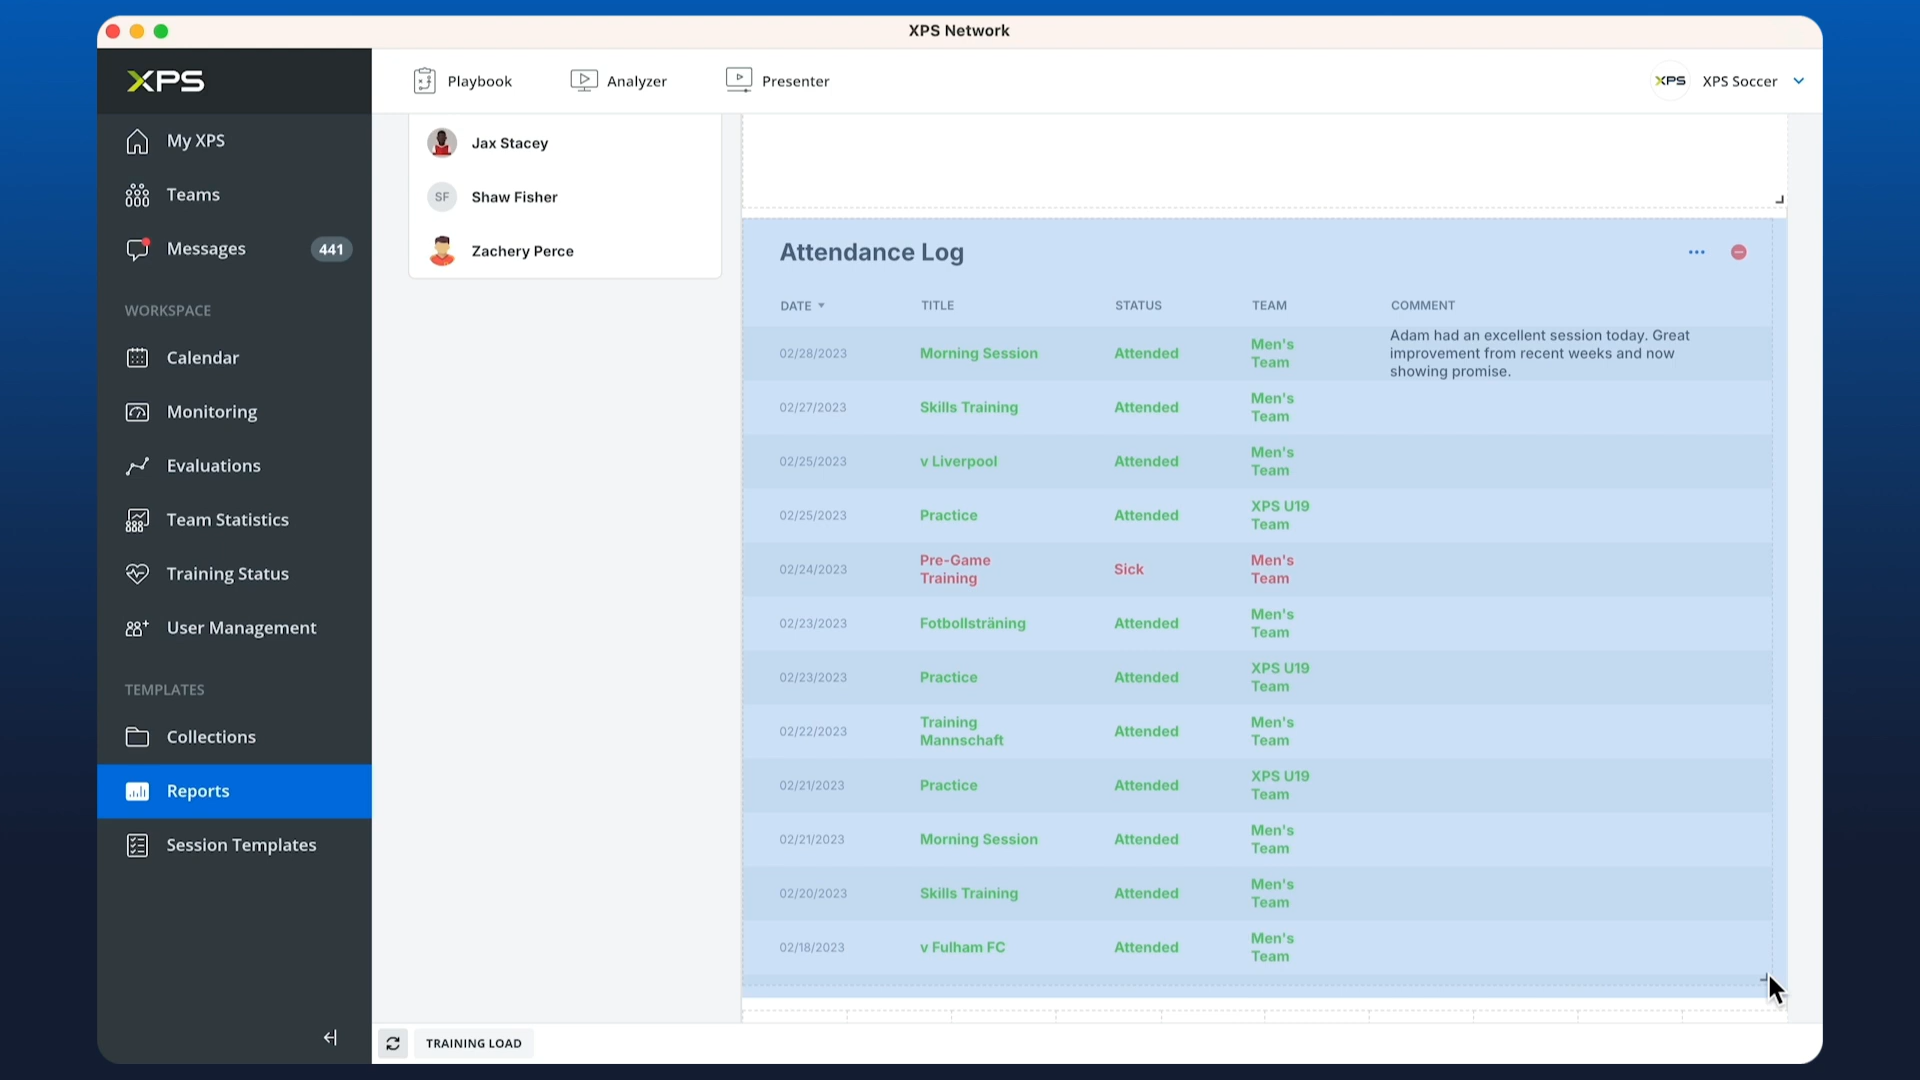 XPS Network
XPS
Playbook
Analyzer
Presenter
XPS
XPS Soccer
My XPS
Teams
Messages
441
WORKSPACE
Calendar
Monitoring
Evaluations
Team Statistics
Training Status
User Management
TEMPLATES
Collections
Reports
Session Templates
Jax Stacey
SF
Shaw Fisher
Zachery Perce
Attendance Log
DATE TITLE STATUS TEAM COMMENT
02/28/2023 Morning Session Attended Men's Team
Adam had an excellent session today. Great
improvement from recent weeks and now
showing promise.
02/27/2023 Skills Training Attended Men's Team
02/25/2023 v Liverpool Attended Men's Team
02/25/2023 Practice Attended XPS U19 Team
02/24/2023 Pre-Game Training Sick Men's Team
02/23/2023 Fotbollsträning Attended Men's Team
02/23/2023 Practice Attended XPS U19 Team
02/22/2023 Training Mannschaft Attended Men's Team
02/21/2023 Practice Attended XPS U19 Team
02/21/2023 Morning Session Attended Men's Team
02/20/2023 Skills Training Attended Men's Team
02/18/2023 v Fulham FC Attended Men's Team
TRAINING LOAD